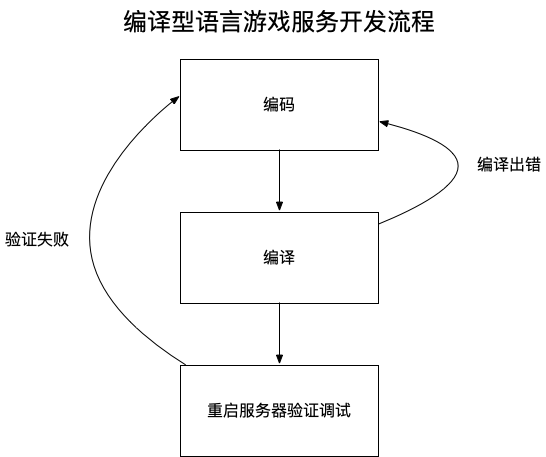 编译型语言游戏服务开发流程
编码
编译出错
验证失败
编译
重启服务器验证调试